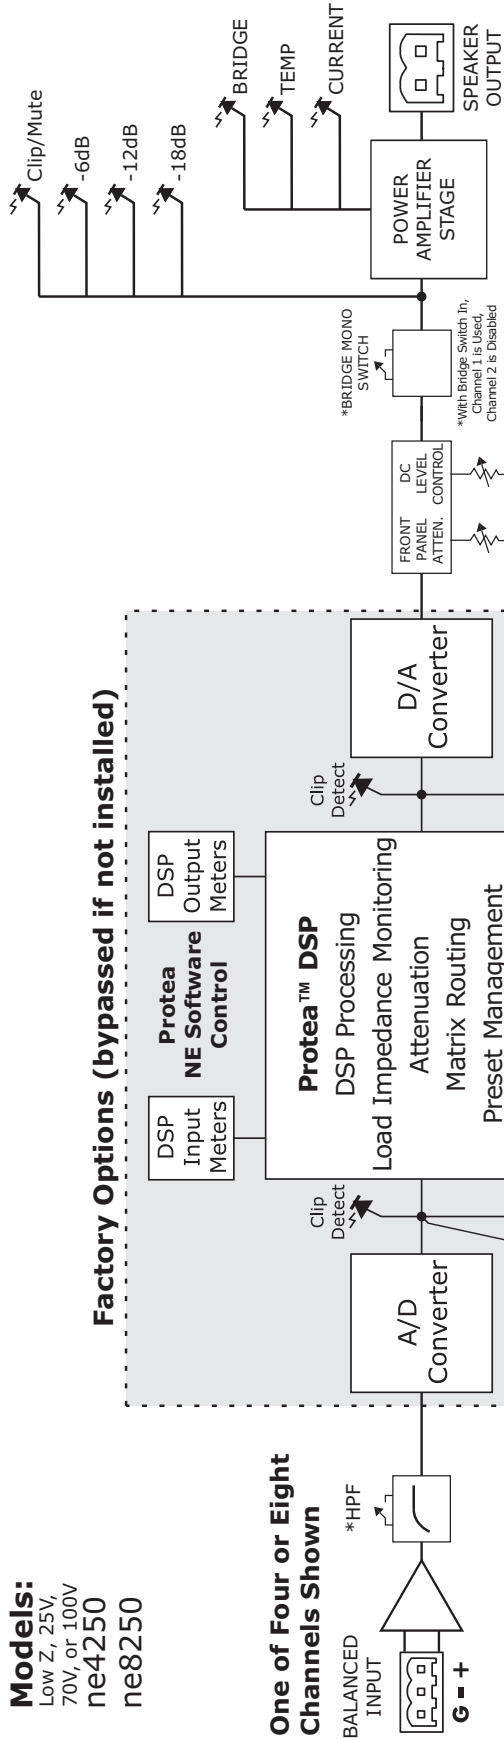 Models:
Low Z, 25V,
70V, or 100V
ne4250
ne8250
One of Four or Eight
Channels Shown
BALANCED
INPUT
G - +
*HPF
Factory Options (bypassed if not installed)
A/D
Converter
Clip
Detect
DSP
Input
Meters
Protea
NE Software
Control
DSP
Output
Meters
Protea™ DSP
DSP Processing
Load Impedance Monitoring
Attenuation
Matrix Routing
Preset Management
Clip
Detect
D/A
Converter
FRONT
PANEL
ATTEN.
DC
LEVEL
CONTROL
*BRIDGE MONO
SWITCH
*With Bridge Switch In,
Channel 1 is Used,
Channel 2 is Disabled
Clip/Mute
-6dB
-12dB
-18dB
BRIDGE
TEMP
CURRENT
POWER
AMPLIFIER
STAGE
SPEAKER
OUTPUT